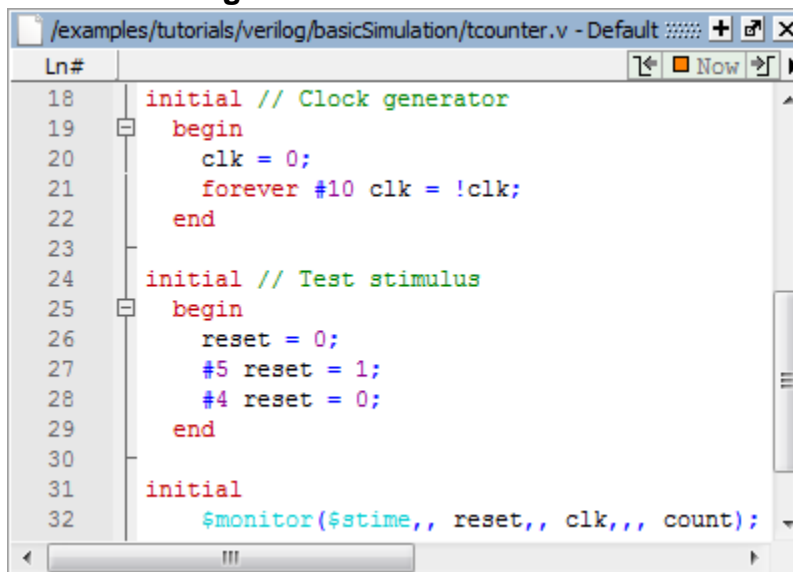 /examples/tutorials/verilog/basicSimulation/tcounter.v - Default
Ln# Now
18 initial // Clock generator
19 begin
20 clk = 0;
21 forever #10 clk = !clk;
22 end
23
24 initial // Test stimulus
25 begin
26 reset = 0;
27 #5 reset = 1;
28 #4 reset = 0;
29 end
30
31 initial
32 $monitor($stime,, reset,, clk,,, count);